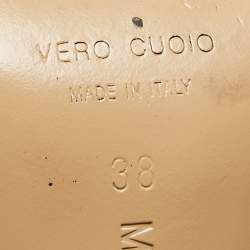 VERO CUOIO
MADE IN ITALY
38
M